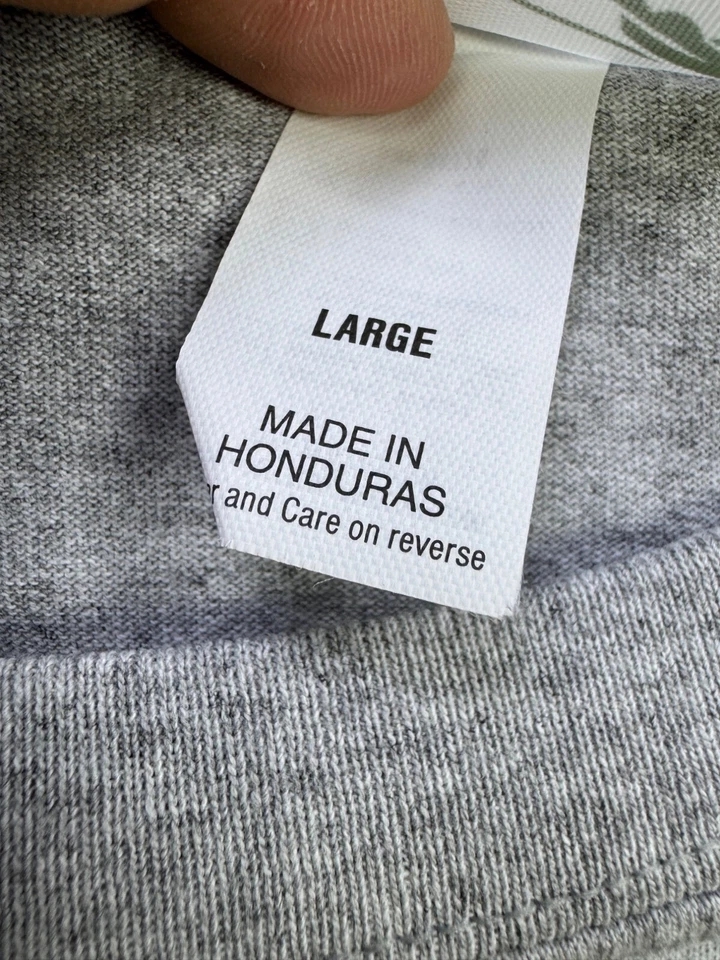 LARGE
MADE IN
HONDURAS
r and Care on reverse